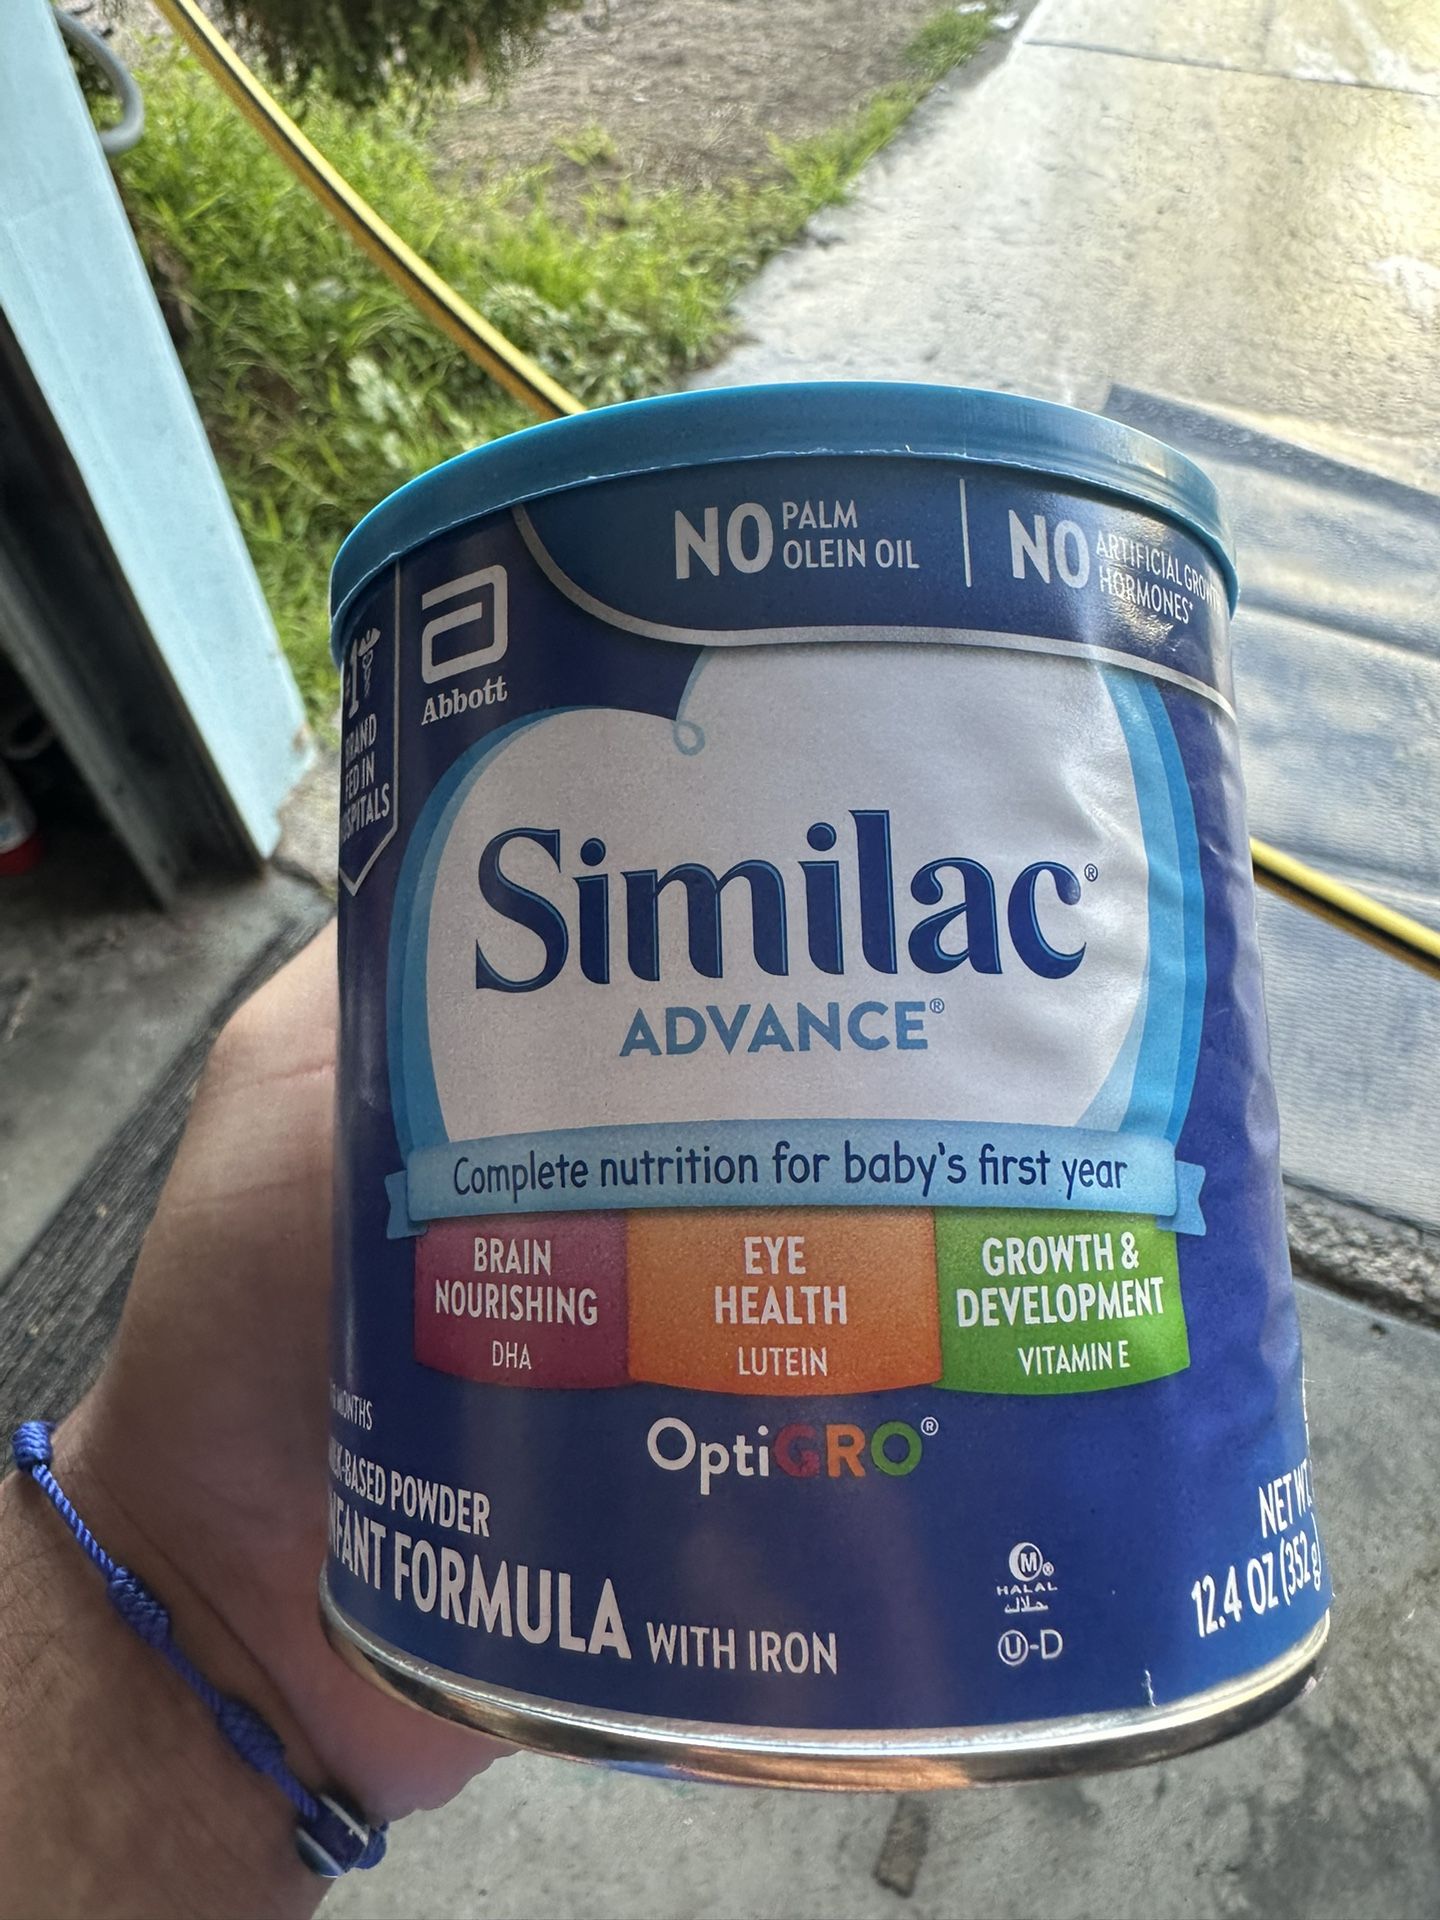 NO PALM
OLEIN OIL
NO ARTIFICIAL GROWTH
HORMONES*
Abbott
#1
BRAND
FED IN
HOSPITALS
Similac®
ADVANCE®
Complete nutrition for baby's first year
BRAIN
NOURISHING
DHA
EYE
HEALTH
LUTEIN
GROWTH &
DEVELOPMENT
VITAMIN E
OptiGRO®
MONTHS
MILK-BASED POWDER
INFANT FORMULA WITH IRON
M®
HALAL
حلال
U-D
NET WT
12.4 OZ (352 g)